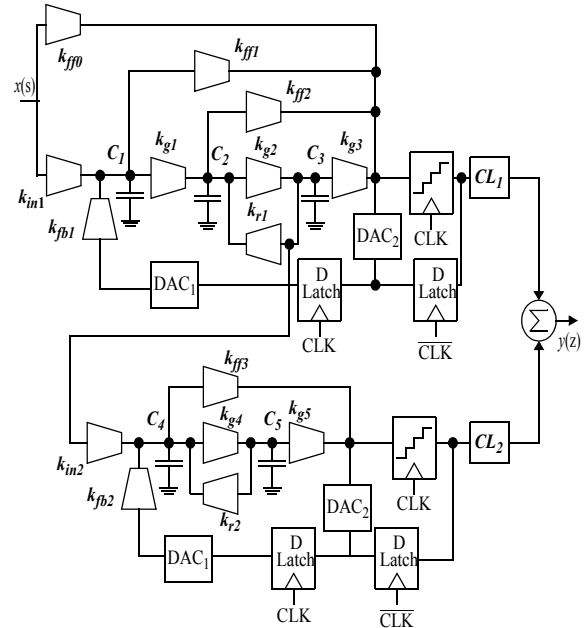 k_ff0
x(s)
k_ff1
k_ff2
C_1
k_g1
C_2
k_g2
C_3
k_g3
k_in1
k_fb1
k_r1
CL_1
CLK
DAC_2
DAC_1
D
Latch
D
Latch
CLK
CLK
Σ
y(z)
k_ff3
C_4
k_g4
C_5
k_g5
k_in2
k_fb2
k_r2
CL_2
CLK
DAC_2
DAC_1
D
Latch
D
Latch
CLK
CLK